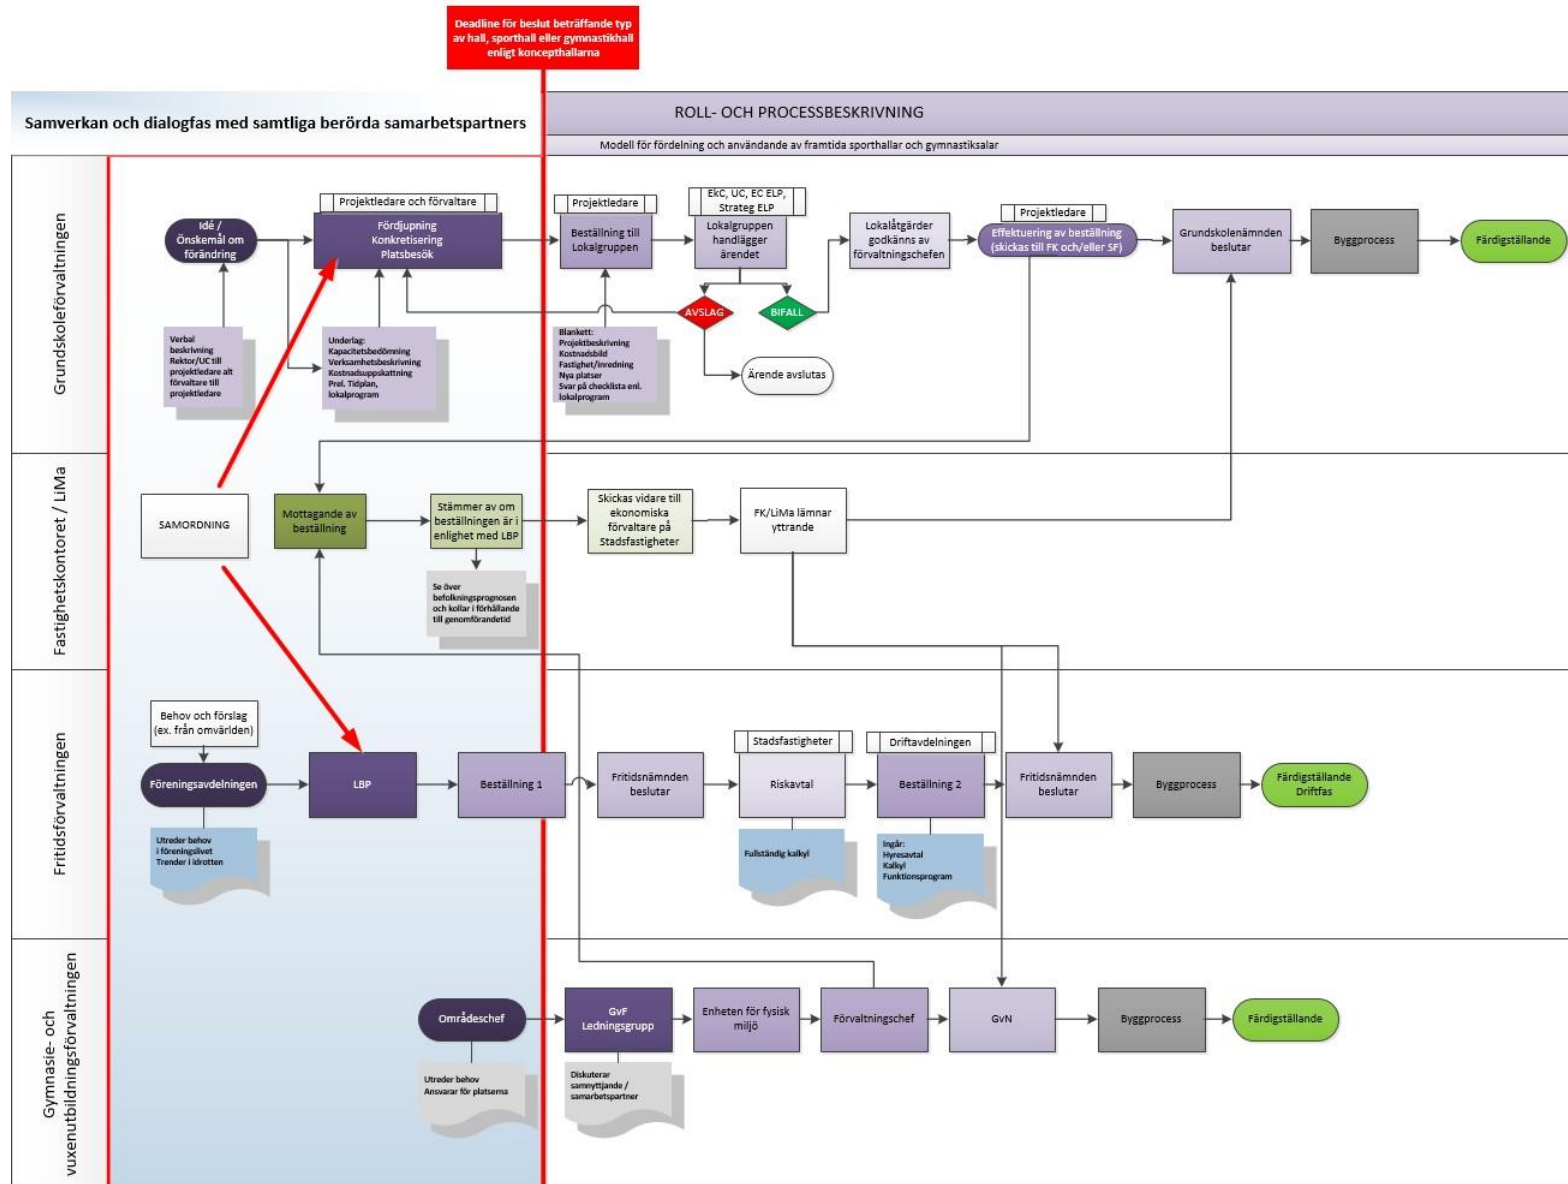 Deadline för beslut beträffande typ
av hall, sporthall eller gymnastikhall
enligt koncepthallarna
Samverkan och dialogfas med samtliga berörda samarbetspartners
ROLL- OCH PROCESSBESKRIVNING
Modell för fördelning och användande av framtida sporthallar och gymnastiksalar
Grundskoleförvaltningen
Idé /
Önskemål om
förändring
Projektledare och förvaltare
Fördjupning
Konkretisering
Platsbesök
Projektledare
Beställning till
Lokalgruppen
EkC, UC, EC ELP,
Strateg ELP
Lokalgruppen
handlägger
ärendet
Lokalåtgärder
godkänns av
förvaltningschefen
Projektledare
Effektuering av beställning
(skickas till FK och/eller SF)
Grundskolenämnden
beslutar
Byggprocess
Färdigställande
AVSLAG
BIFALL
Verbal
beskrivning
Rektor/UC till
projektledare alt
förvaltare till
projektledare
Underlag:
Kapacitetsbedömning
Verksamhetsbeskrivning
Kostnadsuppskattning
Prel. Tidplan,
lokalprogram
Blankett:
Projektbeskrivning
Kostnadsbild
Fastighet/inredning
Nya platser
Svar på checklista enl.
lokalprogram
Ärende avslutas
Fastighetskontoret / LiMa
SAMORDNING
Mottagande av
beställning
Stämmer av om
beställningen är i
enlighet med LBP
Skickas vidare till
ekonomiska
förvaltare på
Stadsfastigheter
FK/LiMa lämnar
yttrande
Se över
befolkningsprognosen
och kollar i förhållande
till genomförandetid
Fritidsförvaltningen
Behov och förslag
(ex. från omvärlden)
Föreningsavdelningen
LBP
Beställning 1
Fritidsnämnden
beslutar
Stadsfastigheter
Riskavtal
Driftavdelningen
Beställning 2
Fritidsnämnden
beslutar
Byggprocess
Färdigställande
Driftfas
Utreder behov
i föreningslivet
Trender i idrotten
Fullständig kalkyl
Ingår:
Hyresavtal
Kalkyl
Funktionsprogram
Gymnasie- och
vuxenutbildningsförvaltningen
Områdeschef
GvF
Ledningsgrupp
Enheten för fysisk
miljö
Förvaltningschef
GvN
Byggprocess
Färdigställande
Utreder behov
Ansvarar för platserna
Diskuterar
samnyttjande /
samarbetspartner